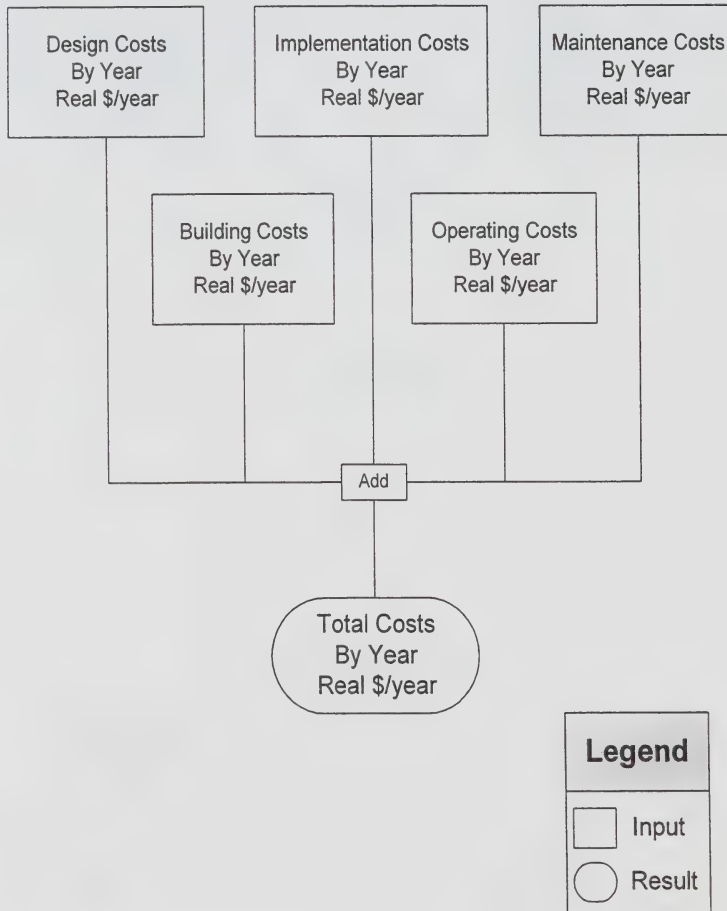 Design Costs
By Year
Real $/year
Implementation Costs
By Year
Real $/year
Maintenance Costs
By Year
Real $/year
Building Costs
By Year
Real $/year
Operating Costs
By Year
Real $/year
Add
Total Costs
By Year
Real $/year
Legend
Input
Result